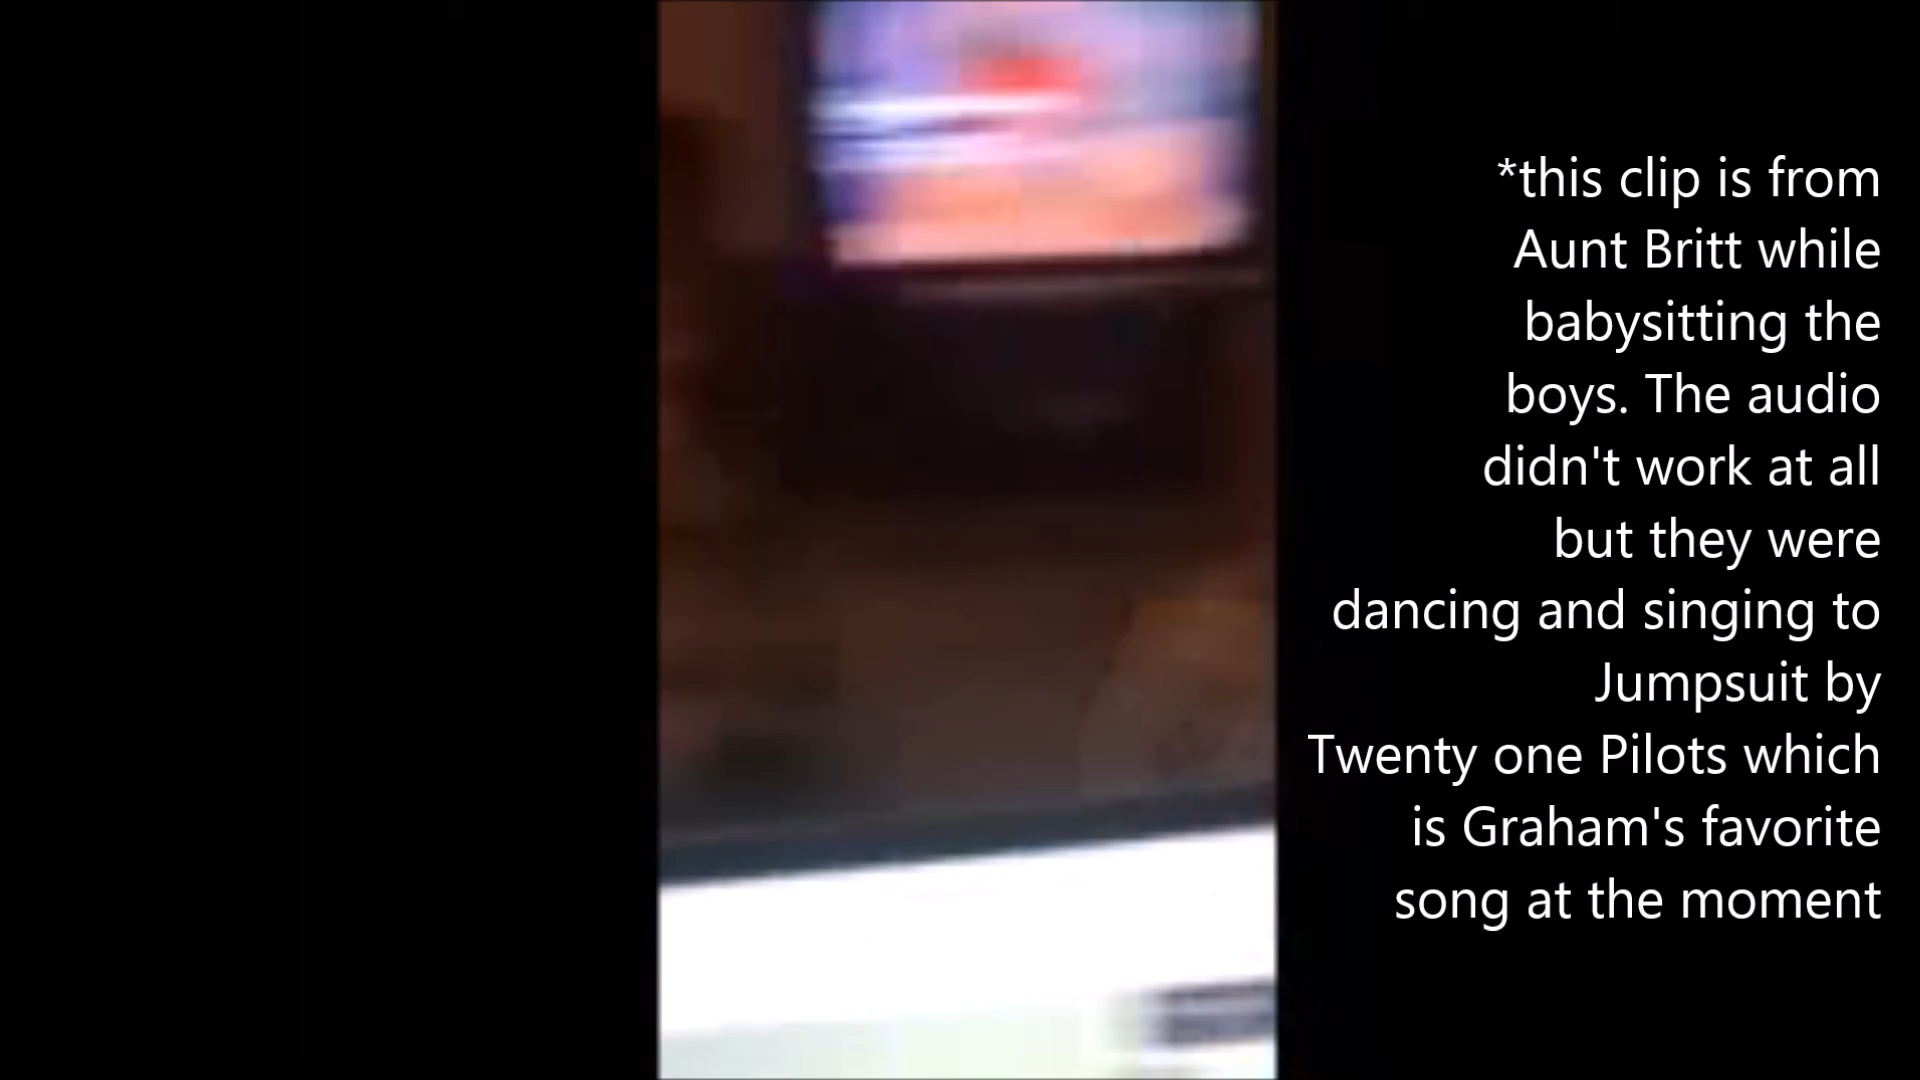 *this clip is from
Aunt Britt while
babysitting the
boys. The audio
didn't work at all
but they were
dancing and singing to
Jumpsuit by
Twenty one Pilots which
is Graham's favorite
song at the moment